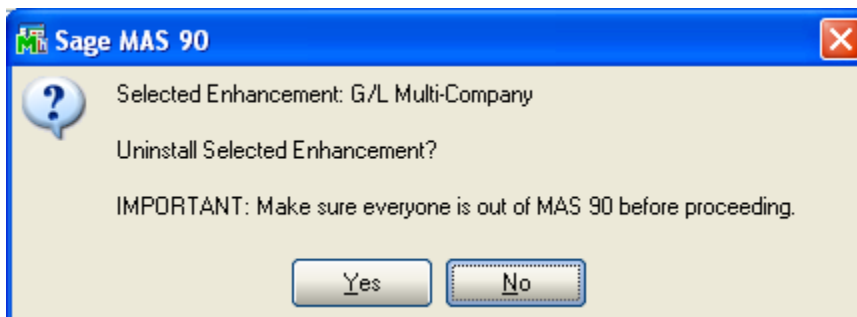 Sage MAS 90
Selected Enhancement: G/L Multi-Company
Uninstall Selected Enhancement?
IMPORTANT: Make sure everyone is out of MAS 90 before proceeding.
Yes
No